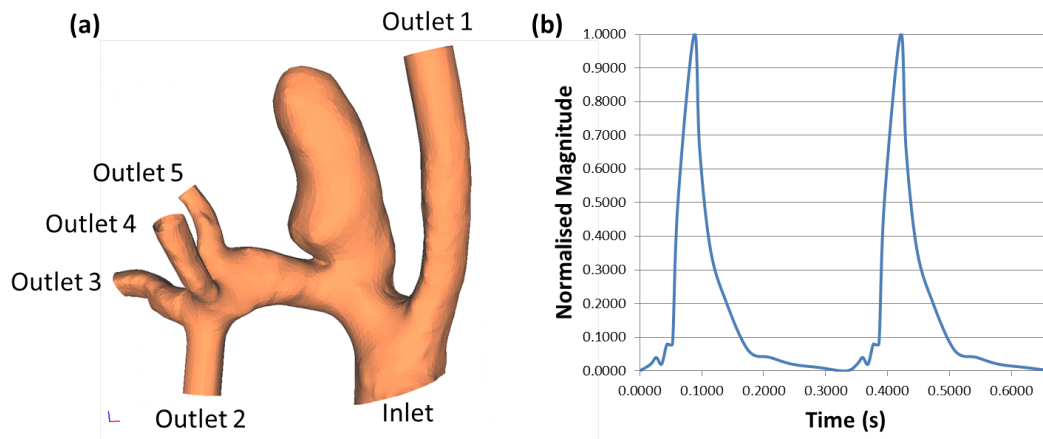 (a)
Outlet 1
Outlet 5
Outlet 4
Outlet 3
Outlet 2
Inlet
(b)
Normalised Magnitude
1.0000
0.9000
0.8000
0.7000
0.6000
0.5000
0.4000
0.3000
0.2000
0.1000
0.0000
0.0000 0.1000 0.2000 0.3000 0.4000 0.5000 0.6000
Time (s)